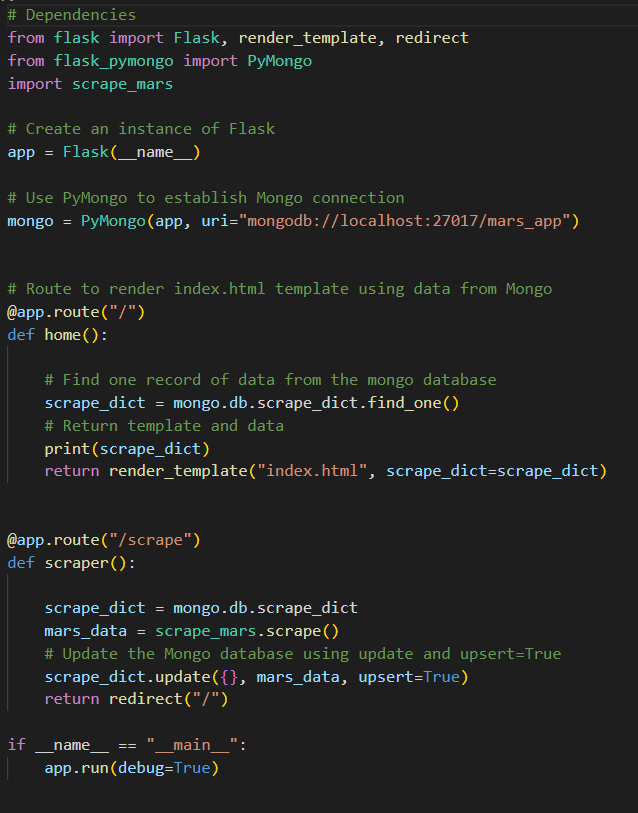 # Dependencies
from flask import Flask, render_template, redirect
from flask_pymongo import PyMongo
import scrape_mars
# Create an instance of Flask
app = Flask(__name__)
# Use PyMongo to establish Mongo connection
mongo = PyMongo(app, uri="mongodb://localhost:27017/mars_app")
# Route to render index.html template using data from Mongo
@app.route("/")
def home():
    # Find one record of data from the mongo database
    scrape_dict = mongo.db.scrape_dict.find_one()
    # Return template and data
    print(scrape_dict)
    return render_template("index.html", scrape_dict=scrape_dict)
@app.route("/scrape")
def scraper():
    scrape_dict = mongo.db.scrape_dict
    mars_data = scrape_mars.scrape()
    # Update the Mongo database using update and upsert=True
    scrape_dict.update({}, mars_data, upsert=True)
    return redirect("/")
if __name__ == "__main__":
    app.run(debug=True)